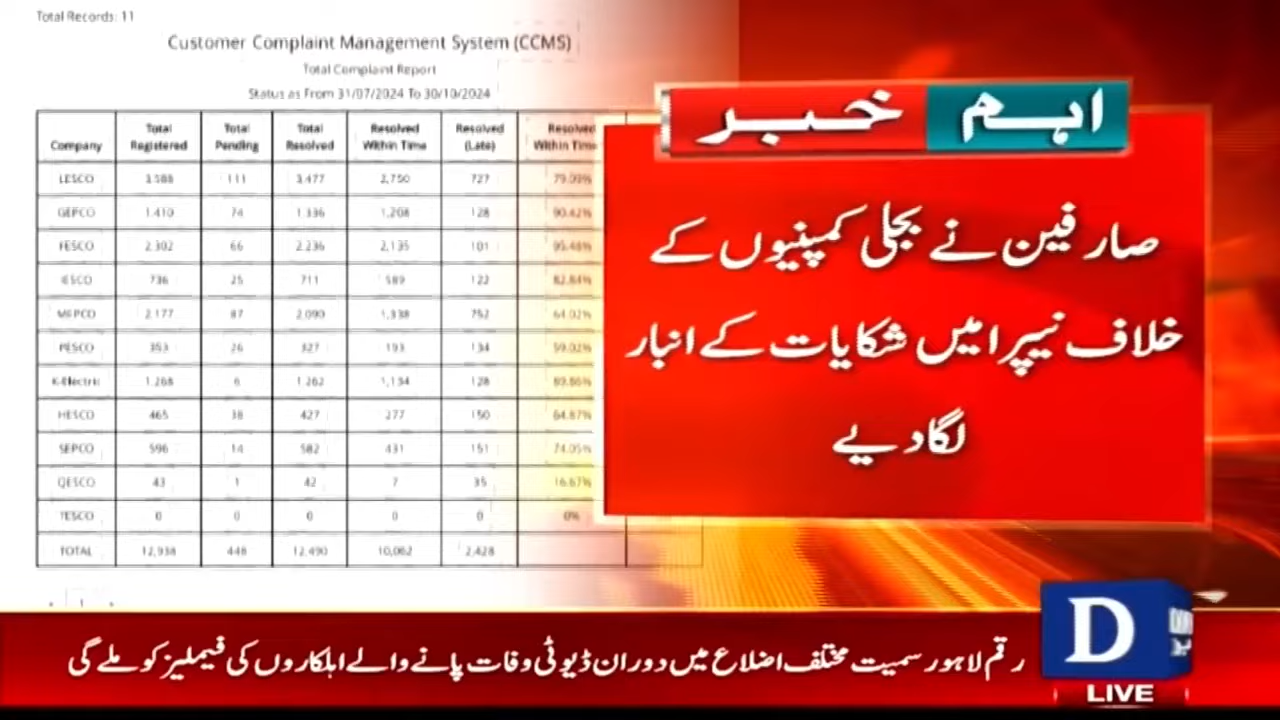 Total Records: 11
Customer Complaint Management System (CCMS)
Total Complaint Report
Status as From 31/07/2024 To 30/10/2024
Company Total Registered Total Pending Total Resolved Resolved Within Time Resolved (Late) Resolved Within Time
LESCO 3,588 111 3,477 2,750 727 79.09%
GEPCO 1,410 74 1,336 1,208 128 90.42%
FESCO 2,302 66 2,236 2,135 101 95.48%
IESCO 736 25 711 589 122 82.84%
MEPCO 2,177 87 2,090 1,338 752 64.02%
PESCO 353 26 327 193 134 59.02%
K-Electric 1,268 6 1,262 1,134 128 89.86%
HESCO 465 38 427 277 150 64.87%
SEPCO 596 14 582 431 151 74.05%
QESCO 43 1 42 7 35 16.67%
TESCO 0 0 0 0 0 0%
TOTAL 12,938 448 12,490 10,062 2,428
1
اہم خبر
صارفین نے بجلی کمپنیوں کے
خلاف نیپرا میں شکایات کے انبار
لگا دیے
رقم لاہور سمیت مختلف اضلاع میں دوران ڈیوٹی وفات پانے والے اہلکاروں کی فیملیز کو ملے گی
D
LIVE